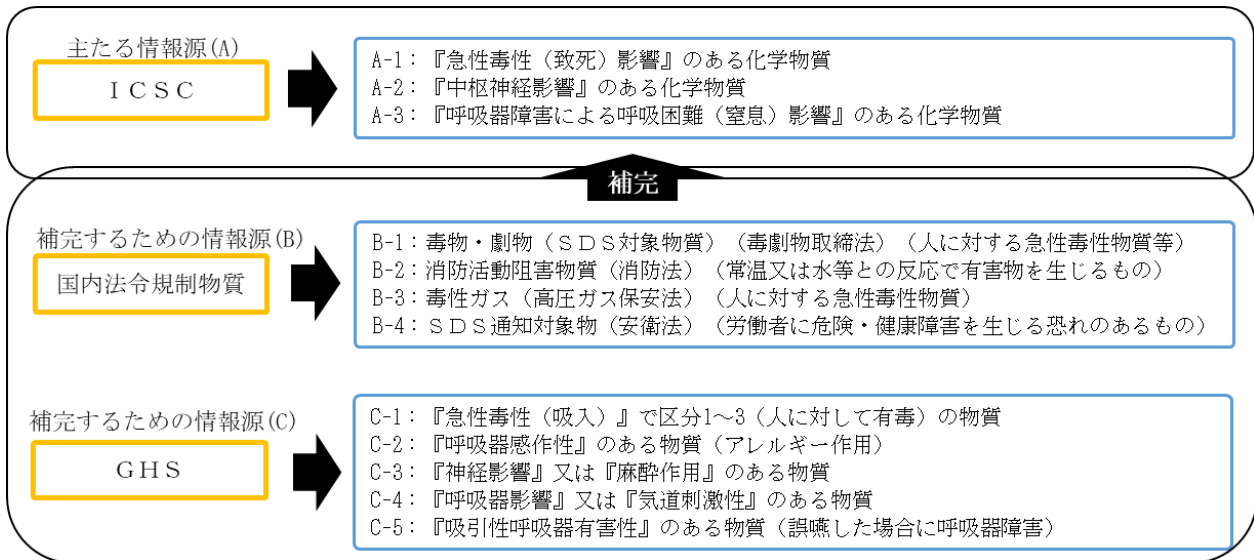 主たる情報源(A)
ＩＣＳＣ
A-1：『急性毒性（致死）影響』のある化学物質
A-2：『中枢神経影響』のある化学物質
A-3：『呼吸器障害による呼吸困難（窒息）影響』のある化学物質
補完
補完するための情報源(B)
国内法令規制物質
B-1：毒物・劇物（ＳＤＳ対象物質）（毒劇物取締法）（人に対する急性毒性物質等）
B-2：消防活動阻害物質（消防法）（常温又は水等との反応で有害物を生じるもの）
B-3：毒性ガス（高圧ガス保安法）（人に対する急性毒性物質）
B-4：ＳＤＳ通知対象物（安衛法）（労働者に危険・健康障害を生じる恐れのあるもの）
補完するための情報源(C)
ＧＨＳ
C-1：『急性毒性（吸入）』で区分1～3（人に対して有毒）の物質
C-2：『呼吸器感作性』のある物質（アレルギー作用）
C-3：『神経影響』又は『麻酔作用』のある物質
C-4：『呼吸器影響』又は『気道刺激性』のある物質
C-5：『吸引性呼吸器有害性』のある物質（誤嚥した場合に呼吸器障害）